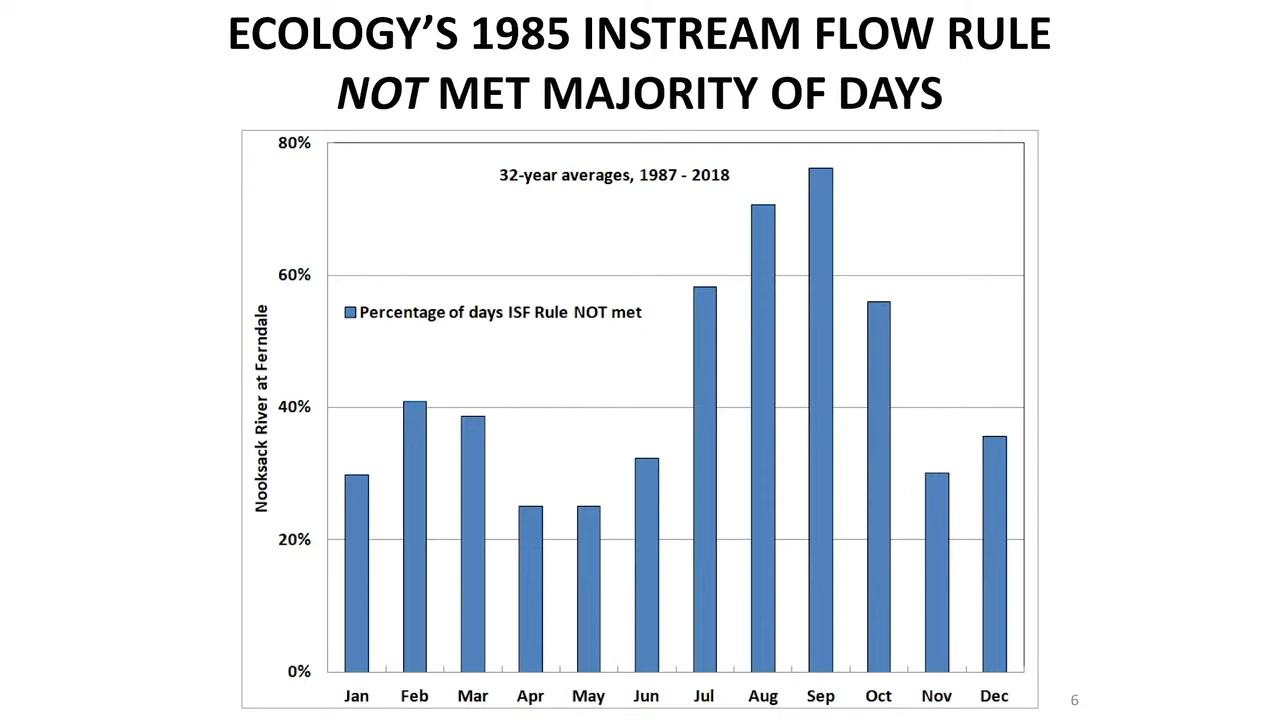 ECOLOGY’S 1985 INSTREAM FLOW RULE
NOT MET MAJORITY OF DAYS
80%
32-year averages, 1987 - 2018
60%
Percentage of days ISF Rule NOT met
Nooksack River at Ferndale
40%
20%
0%
Jan Feb Mar Apr May Jun Jul Aug Sep Oct Nov Dec
6